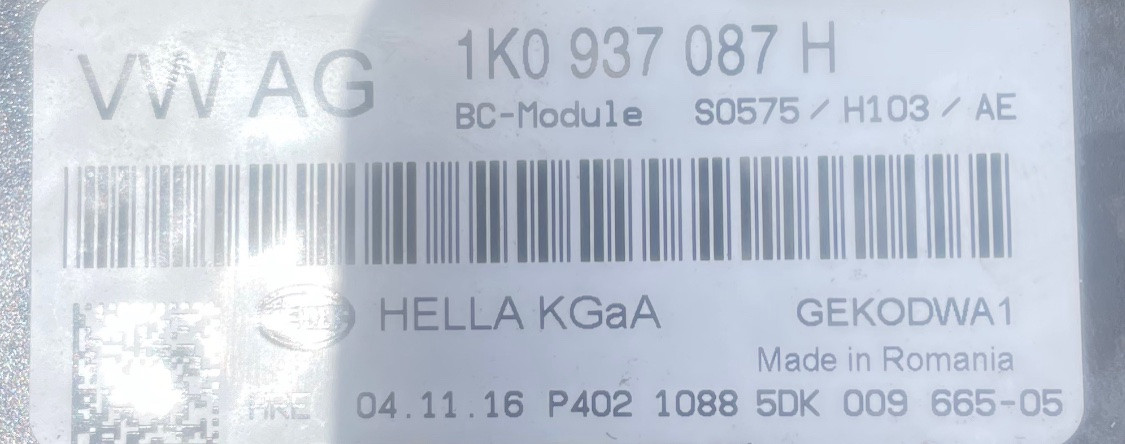 VW AG 1K0 937 087 H
BC-Module S0575 / H103 / AE
HELLA KGaA GEKODWA1
Made in Romania
04.11.16 P402 1088 5DK 009 665-05